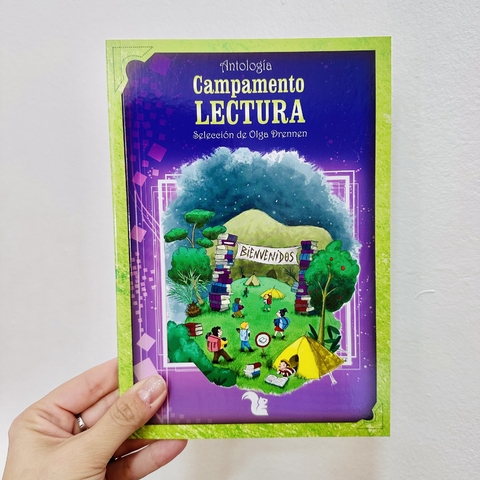 Antología
Campamento
LECTURA
Selección de Olga Drennen
BIENVENIDOS